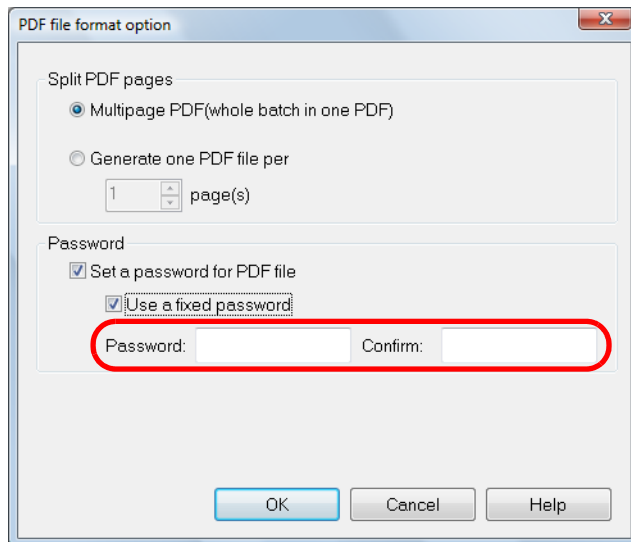 PDF file format option
Split PDF pages
Multipage PDF(whole batch in one PDF)
Generate one PDF file per
1 page(s)
Password
Set a password for PDF file
Use a fixed password
Password: Confirm:
OK Cancel Help